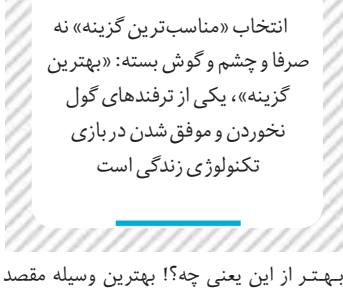 انتخاب «مناسب‌ترین گزینه» نه
صرفا و چشم و گوش بسته: «بهترین
گزینه»، یکی از ترفندهای گول
نخوردن و موفق شدن در بازی
تکنولوژی زندگی است
بهتر از این یعنی چه؟! بهترین وسیله مقصد